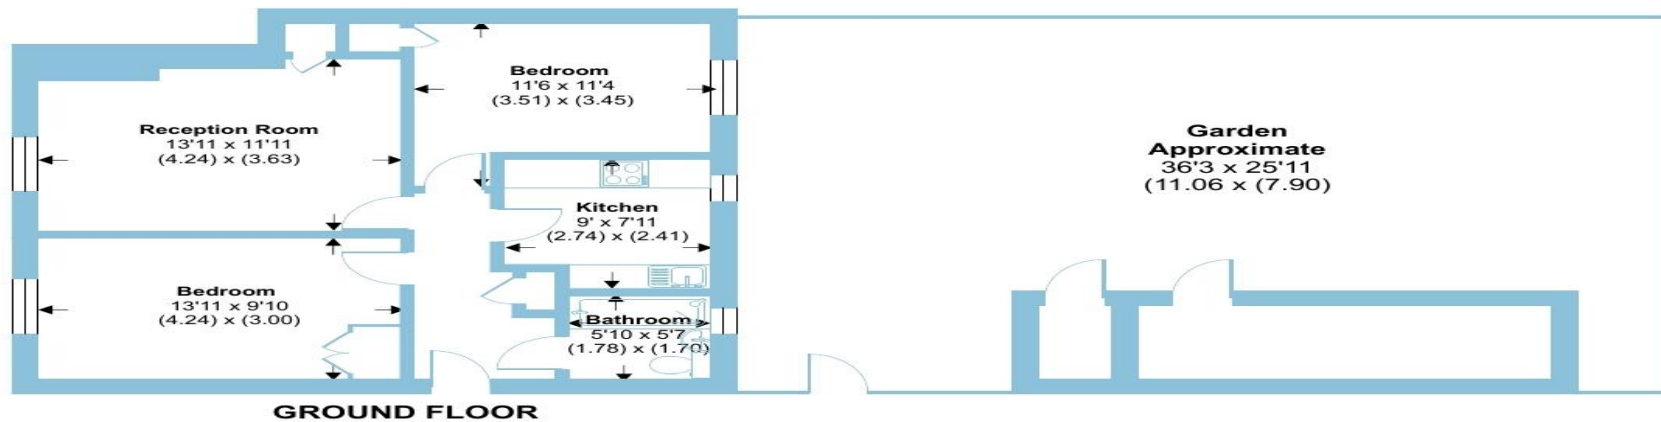 Bedroom
11'6 x 11'4
(3.51) x (3.45)
Reception Room
13'11 x 11'11
(4.24) x (3.63)
Garden
Approximate
36'3 x 25'11
(11.06 x (7.90)
Kitchen
9' x 7'11
(2.74) x (2.41)
Bedroom
13'11 x 9'10
(4.24) x (3.00)
Bathroom
5'10 x 5'7
(1.78) x (1.70)
GROUND FLOOR